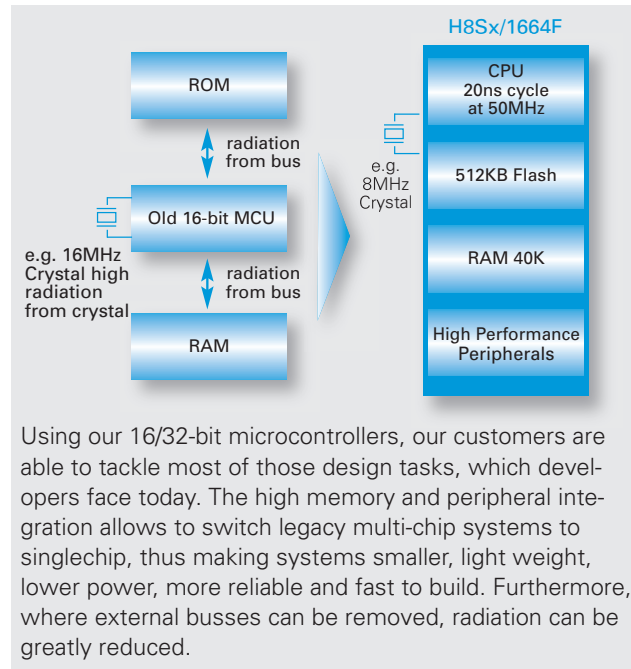 H8Sx/1664F
ROM
radiation
from bus
Old 16-bit MCU
e.g. 16MHz
Crystal high
radiation
from crystal
radiation
from bus
RAM
CPU
20ns cycle
at 50MHz
e.g.
8MHz
Crystal
512KB Flash
RAM 40K
High Performance
Peripherals
Using our 16/32-bit microcontrollers, our customers are
able to tackle most of those design tasks, which devel-
opers face today. The high memory and peripheral inte-
gration allows to switch legacy multi-chip systems to
singlechip, thus making systems smaller, light weight,
lower power, more reliable and fast to build. Furthermore,
where external busses can be removed, radiation can be
greatly reduced.